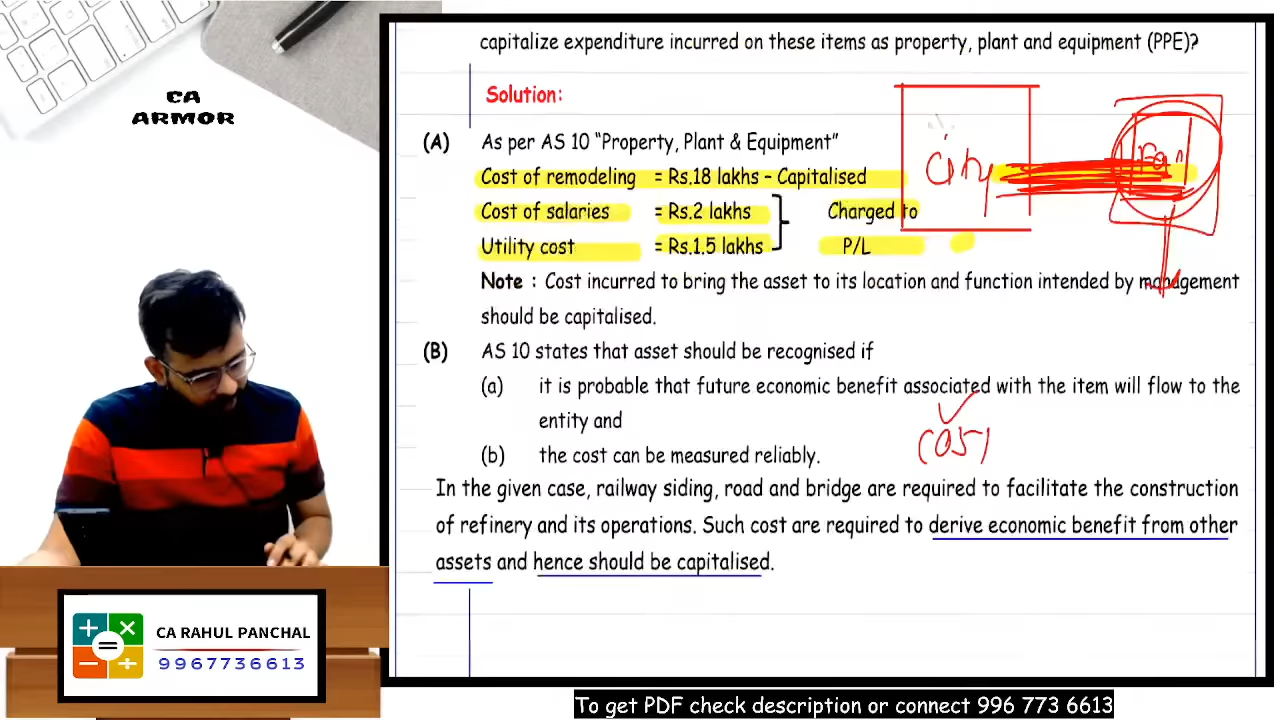 capitalize expenditure incurred on these items as property, plant and equipment (PPE)?
CA
ARMOR
Solution:
(A) As per AS 10 “Property, Plant & Equipment”
Cost of remodeling = Rs.18 lakhs – Capitalised
Cost of salaries = Rs.2 lakhs Charged to
Utility cost = Rs.1.5 lakhs P/L
City
Note : Cost incurred to bring the asset to its location and function intended by management
should be capitalised.
(B) AS 10 states that asset should be recognised if
(a) it is probable that future economic benefit associated with the item will flow to the
entity and
(b) the cost can be measured reliably.
In the given case, railway siding, road and bridge are required to facilitate the construction
of refinery and its operations. Such cost are required to derive economic benefit from other
assets and hence should be capitalised.
CA RAHUL PANCHAL
9967736613
To get PDF check description or connect 996 773 6613